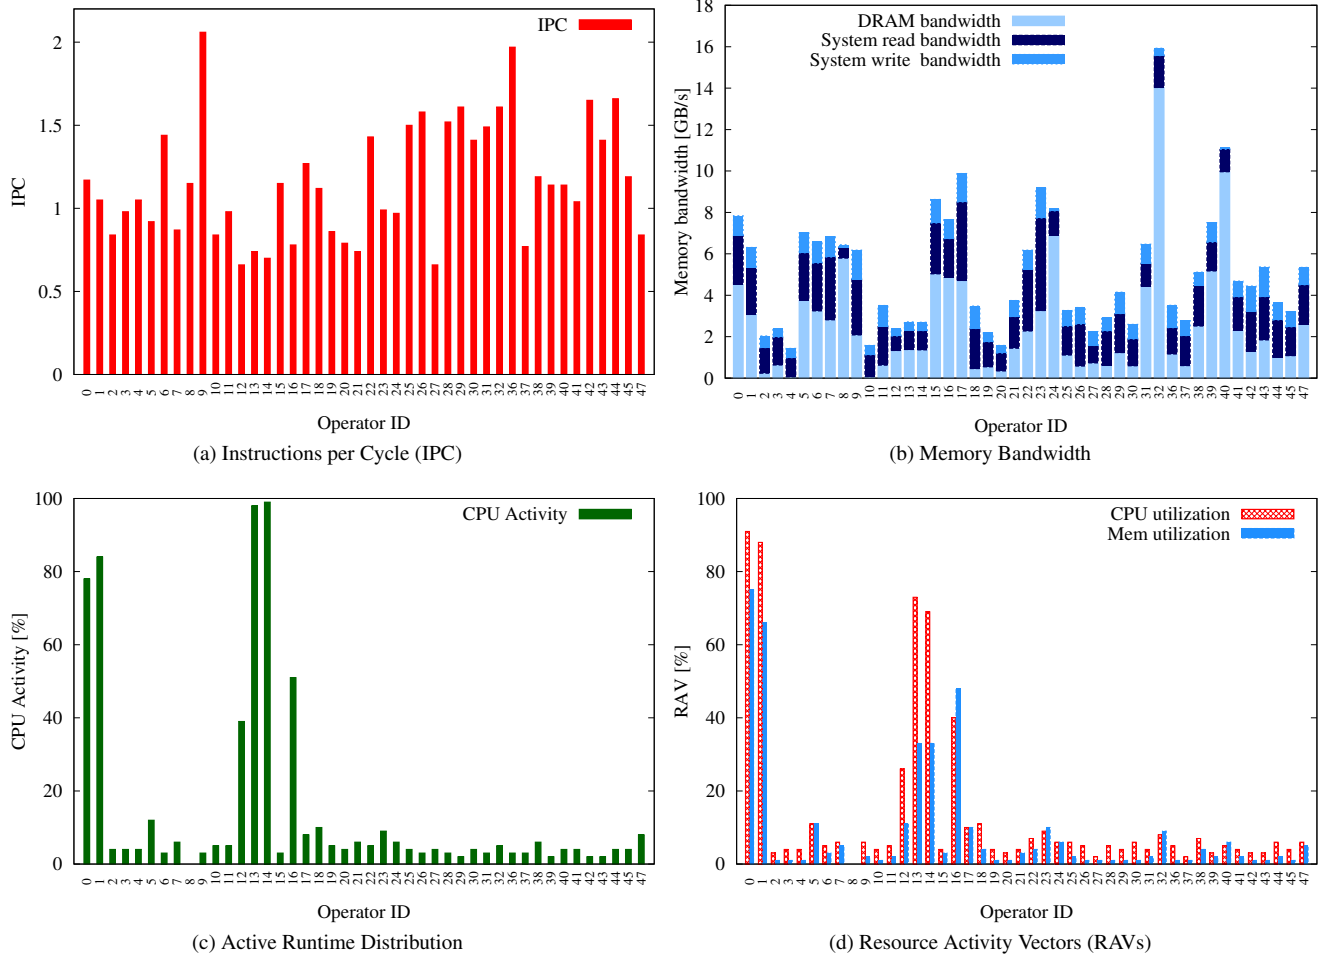 IPC
2
1.5
1
0.5
0
IPC
0 1 2 3 4 5 6 7 8 9 10 11 12 13 14 15 16 17 18 19 20 21 22 23 24 25 26 27 28 29 30 31 32 36 37 38 39 40 41 42 43 44 45 47
Operator ID
(a) Instructions per Cycle (IPC)
DRAM bandwidth
System read bandwidth
System write bandwidth
18
16
14
12
10
8
6
4
2
0
Memory bandwidth [GB/s]
0 1 2 3 4 5 6 7 8 9 10 11 12 13 14 15 16 17 18 19 20 21 22 23 24 25 26 27 28 29 30 31 32 36 37 38 39 40 41 42 43 44 45 47
Operator ID
(b) Memory Bandwidth
CPU Activity
100
80
60
40
20
0
CPU Activity [%]
0 1 2 3 4 5 6 7 8 9 10 11 12 13 14 15 16 17 18 19 20 21 22 23 24 25 26 27 28 29 30 31 32 36 37 38 39 40 41 42 43 44 45 47
Operator ID
(c) Active Runtime Distribution
CPU utilization
Mem utilization
100
80
60
40
20
0
RAV [%]
0 1 2 3 4 5 6 7 8 9 10 11 12 13 14 15 16 17 18 19 20 21 22 23 24 25 26 27 28 29 30 31 32 36 37 38 39 40 41 42 43 44 45 47
Operator ID
(d) Resource Activity Vectors (RAVs)